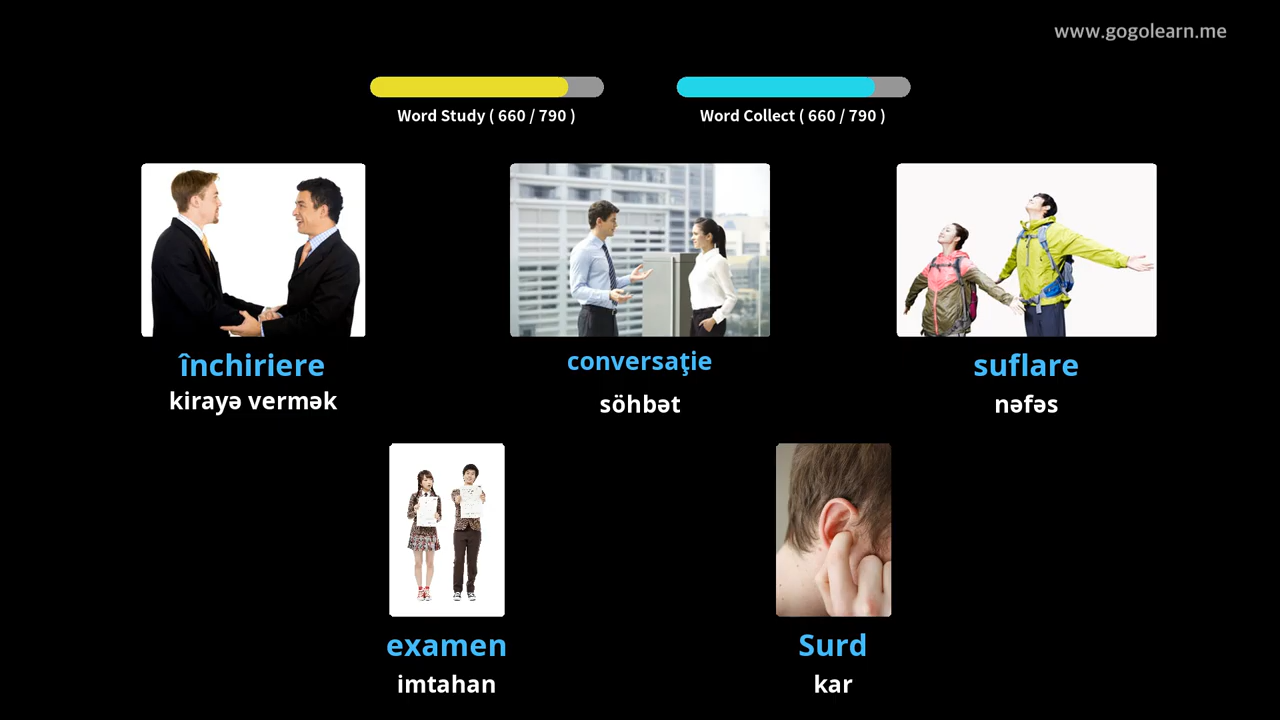 www.gogolearn.me
Word Study ( 660 / 790 )
Word Collect ( 660 / 790 )
închiriere
conversaţie
suflare
kirayə vermək
söhbət
nəfəs
examen
Surd
imtahan
kar